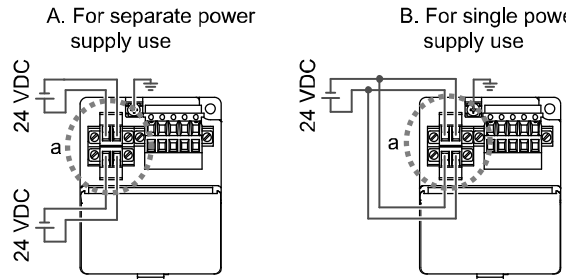 A. For separate power
supply use
B. For single powe
supply use
24 VDC
a
24 VDC
24 VDC
a